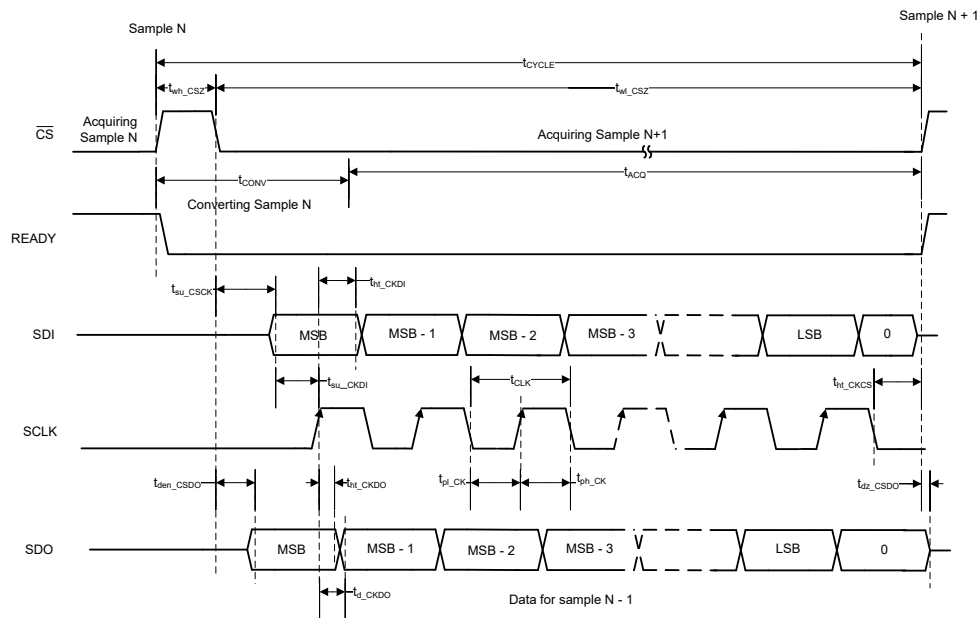 Sample N
Sample N + 1
tCYCLE
twh_CSZ
twl_CSZ
CS
Acquiring
Sample N
Acquiring Sample N+1
tCONV
tACQ
Converting Sample N
READY
tsu_CSCK
tht_CKDI
SDI
MSB
MSB - 1
MSB - 2
MSB - 3
LSB
0
tsu_CKDI
tCLK
tht_CKCS
SCLK
tden_CSDO
tht_CKDO
tpl_CK
tph_CK
tdz_CSDO
SDO
MSB
MSB - 1
MSB - 2
MSB - 3
LSB
0
td_CKDO
Data for sample N - 1